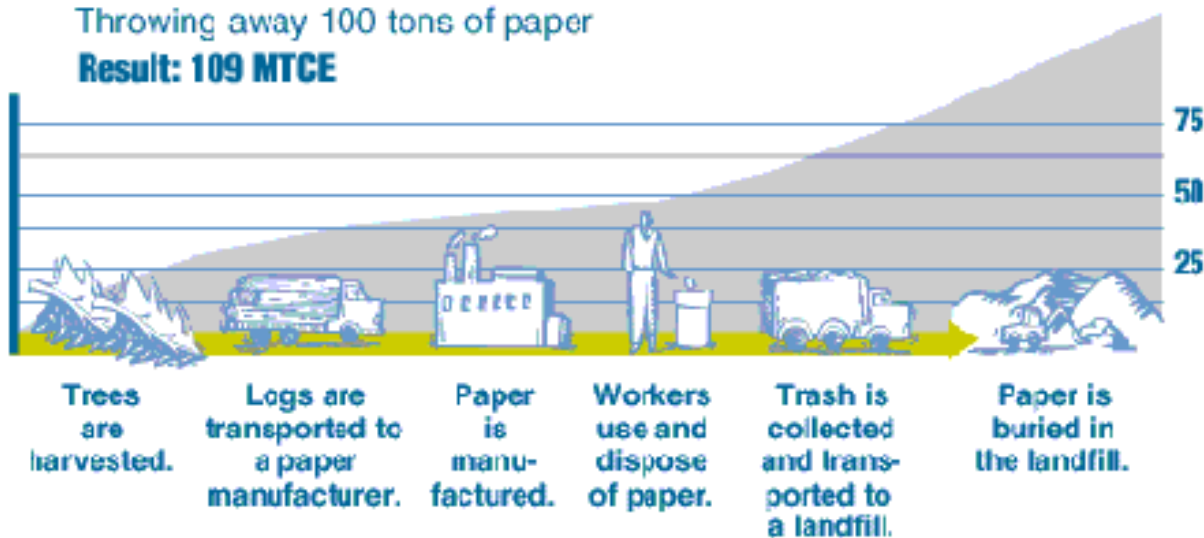 Throwing away 100 tons of paper
Result: 109 MTCE
75
50
25
Trees
are
harvested.
Logs are
transported to
a paper
manufacturer.
Paper
is
manu-
factured.
Workers
use and
dispose
of paper.
Trash is
collected
and trans-
ported to
a landfill.
Paper is
buried in
the landfill.